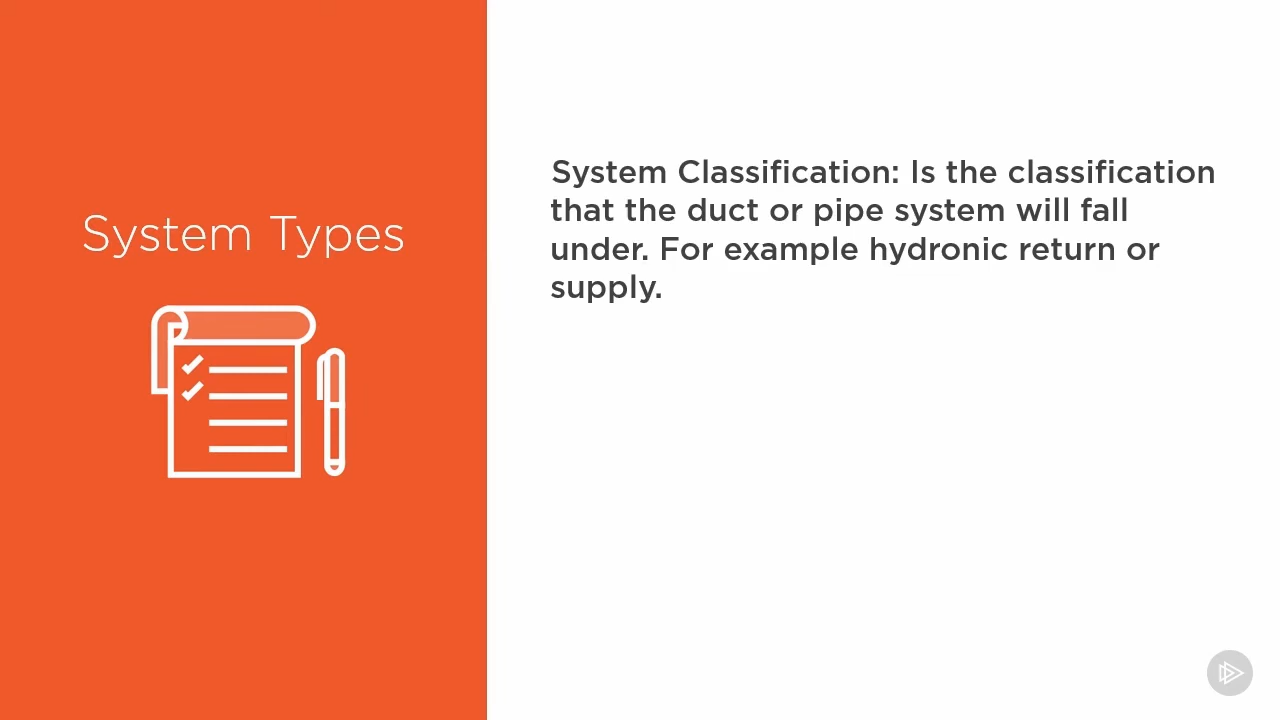 System Types
System Classification: Is the classification
that the duct or pipe system will fall
under. For example hydronic return or
supply.